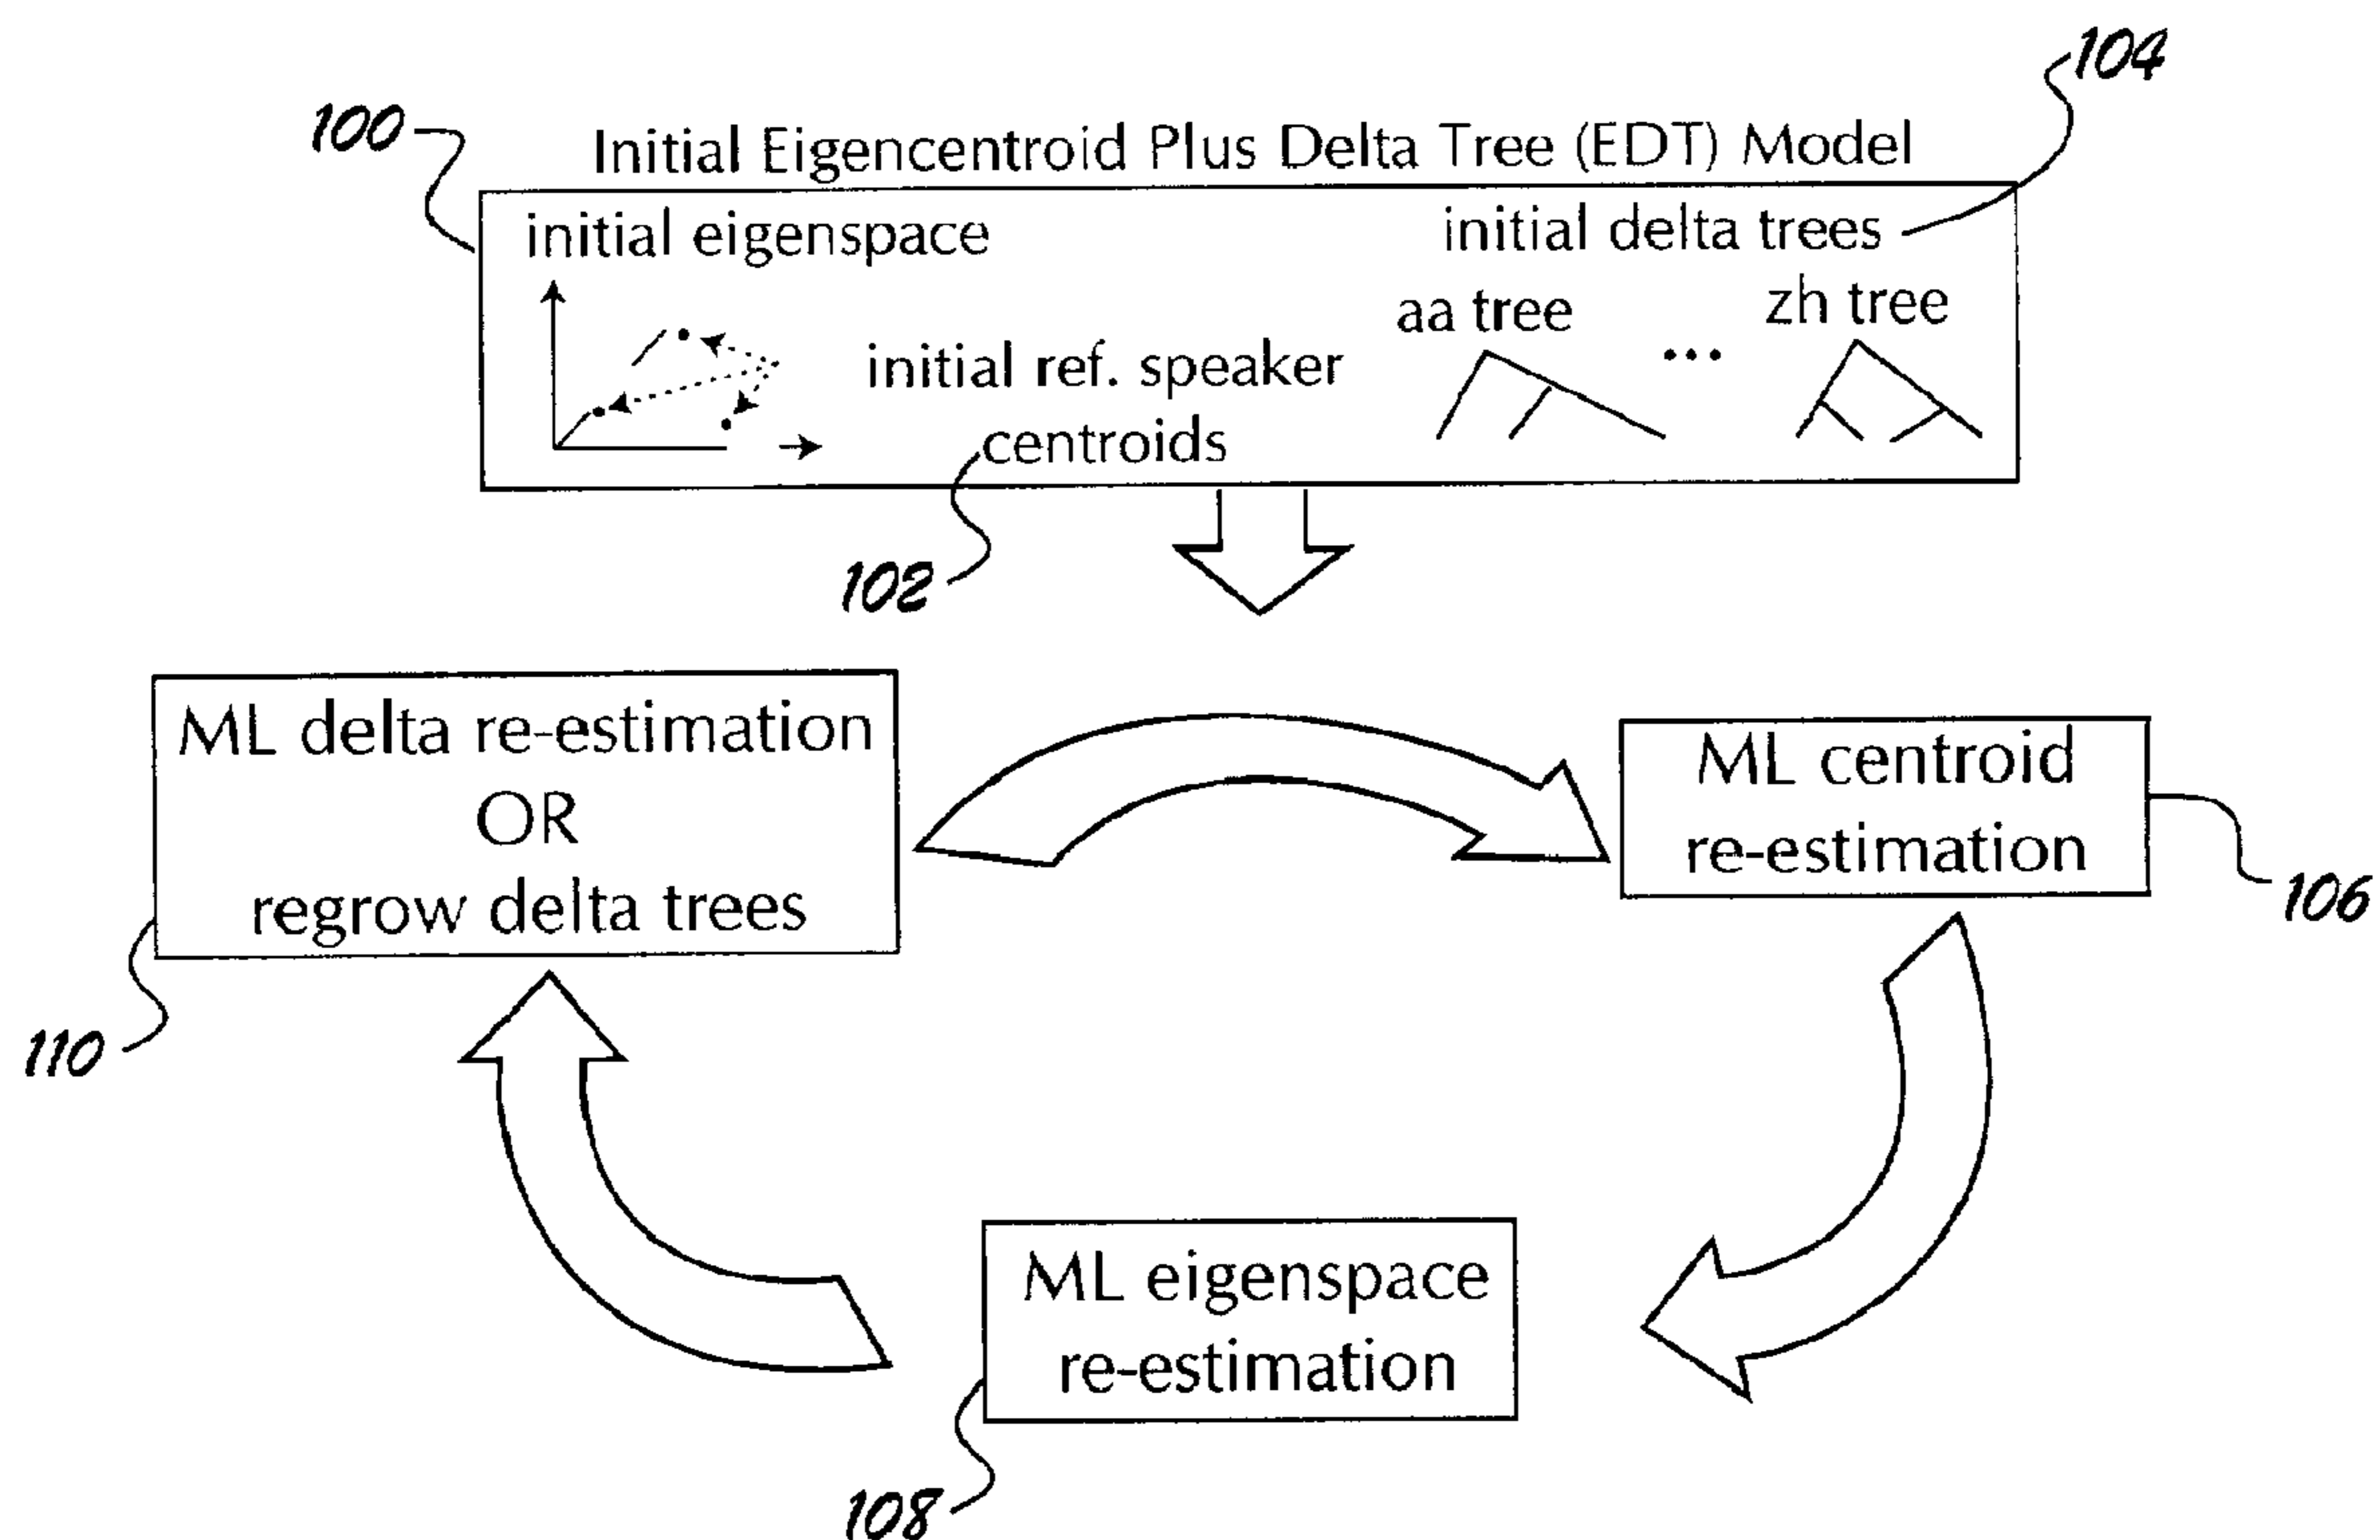 104
100
Initial Eigencentroid Plus Delta Tree (EDT) Model
initial eigenspace
initial delta trees
aa tree
zh tree
initial ref. speaker
centroids
102
ML delta re-estimation
OR
regrow delta trees
ML centroid
re-estimation
106
110
ML eigenspace
re-estimation
108